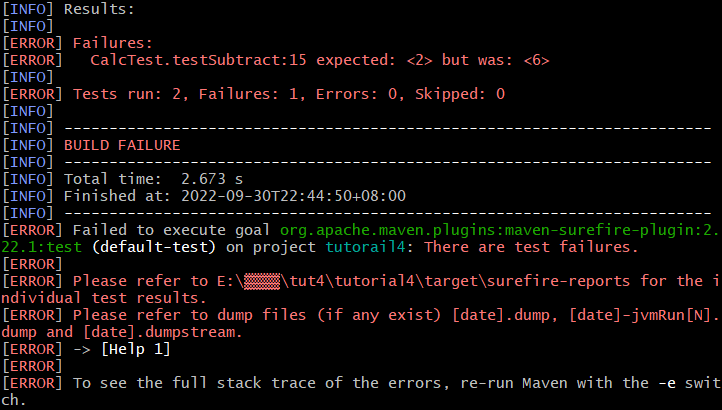 [INFO] Results:
[INFO]
[ERROR] Failures:
[ERROR]   CalcTest.testSubtract:15 expected: <2> but was: <6>
[INFO]
[ERROR] Tests run: 2, Failures: 1, Errors: 0, Skipped: 0
[INFO]
[INFO] ------------------------------------------------------------------------
[INFO] BUILD FAILURE
[INFO] ------------------------------------------------------------------------
[INFO] Total time:  2.673 s
[INFO] Finished at: 2022-09-30T22:44:50+08:00
[INFO] ------------------------------------------------------------------------
[ERROR] Failed to execute goal org.apache.maven.plugins:maven-surefire-plugin:2.
22.1:test (default-test) on project tutorail4: There are test failures.
[ERROR]
[ERROR] Please refer to E:\▒▒▒▒\tut4\tutorial4\target\surefire-reports for the i
ndividual test results.
[ERROR] Please refer to dump files (if any exist) [date].dump, [date]-jvmRun[N].
dump and [date].dumpstream.
[ERROR] -> [Help 1]
[ERROR]
[ERROR] To see the full stack trace of the errors, re-run Maven with the -e swit
ch.